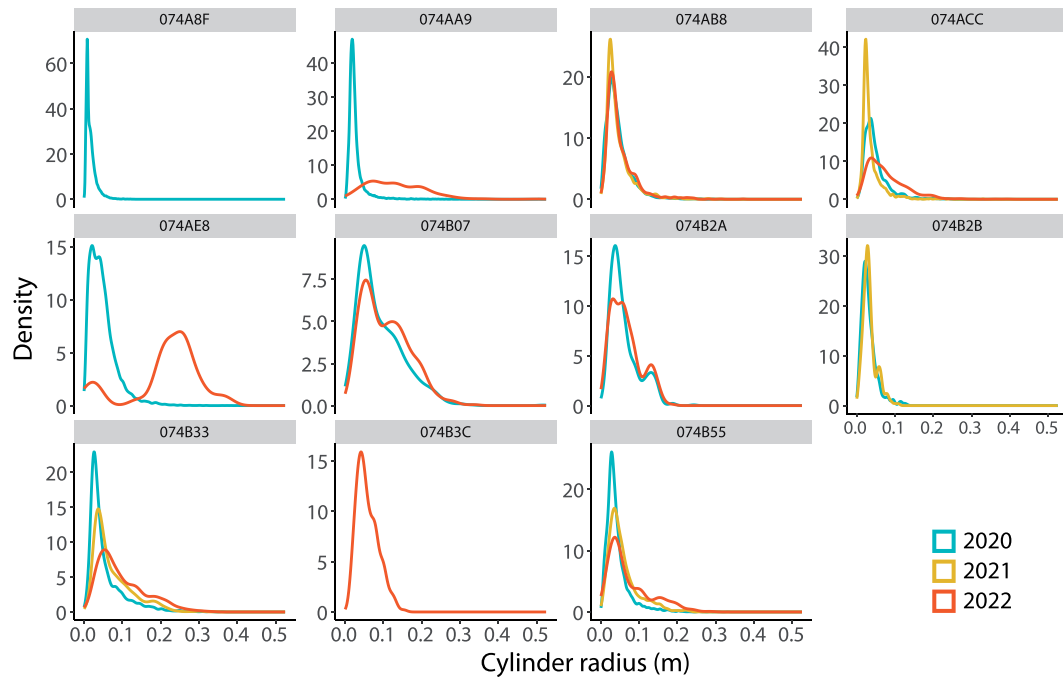 074A8F 074AA9 074AB8 074ACC
60 40 20 40
40 30 10 30
20 20 0 20
0 10 10
0 0
074AE8 074B07 074B2A 074B2B
15 7.5 15 30
10 5.0 10 20
5 2.5 5 10
0 0.0 0 0
0.0 0.1 0.2 0.3 0.4 0.5
074B33 074B3C 074B55
20 15 20
15 10 10
10 5 0
5 0
0
0.0 0.1 0.2 0.3 0.4 0.5 0.0 0.1 0.2 0.3 0.4 0.5 0.0 0.1 0.2 0.3 0.4 0.5
Density
Cylinder radius (m)
2020
2021
2022